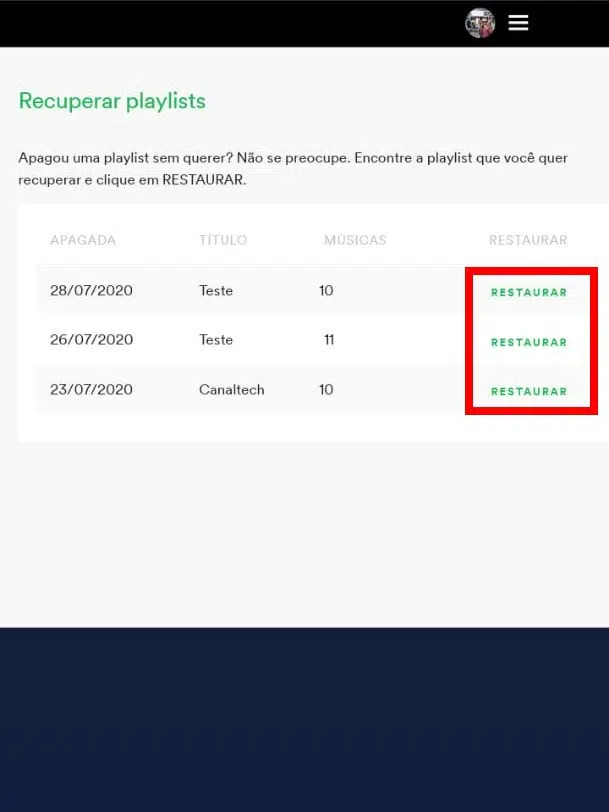 Recuperar playlists
Apagou uma playlist sem querer? Não se preocupe. Encontre a playlist que você quer
recuperar e clique em RESTAURAR.
APAGADA TÍTULO MÚSICAS RESTAURAR
28/07/2020 Teste 10 RESTAURAR
26/07/2020 Teste 11 RESTAURAR
23/07/2020 Canaltech 10 RESTAURAR